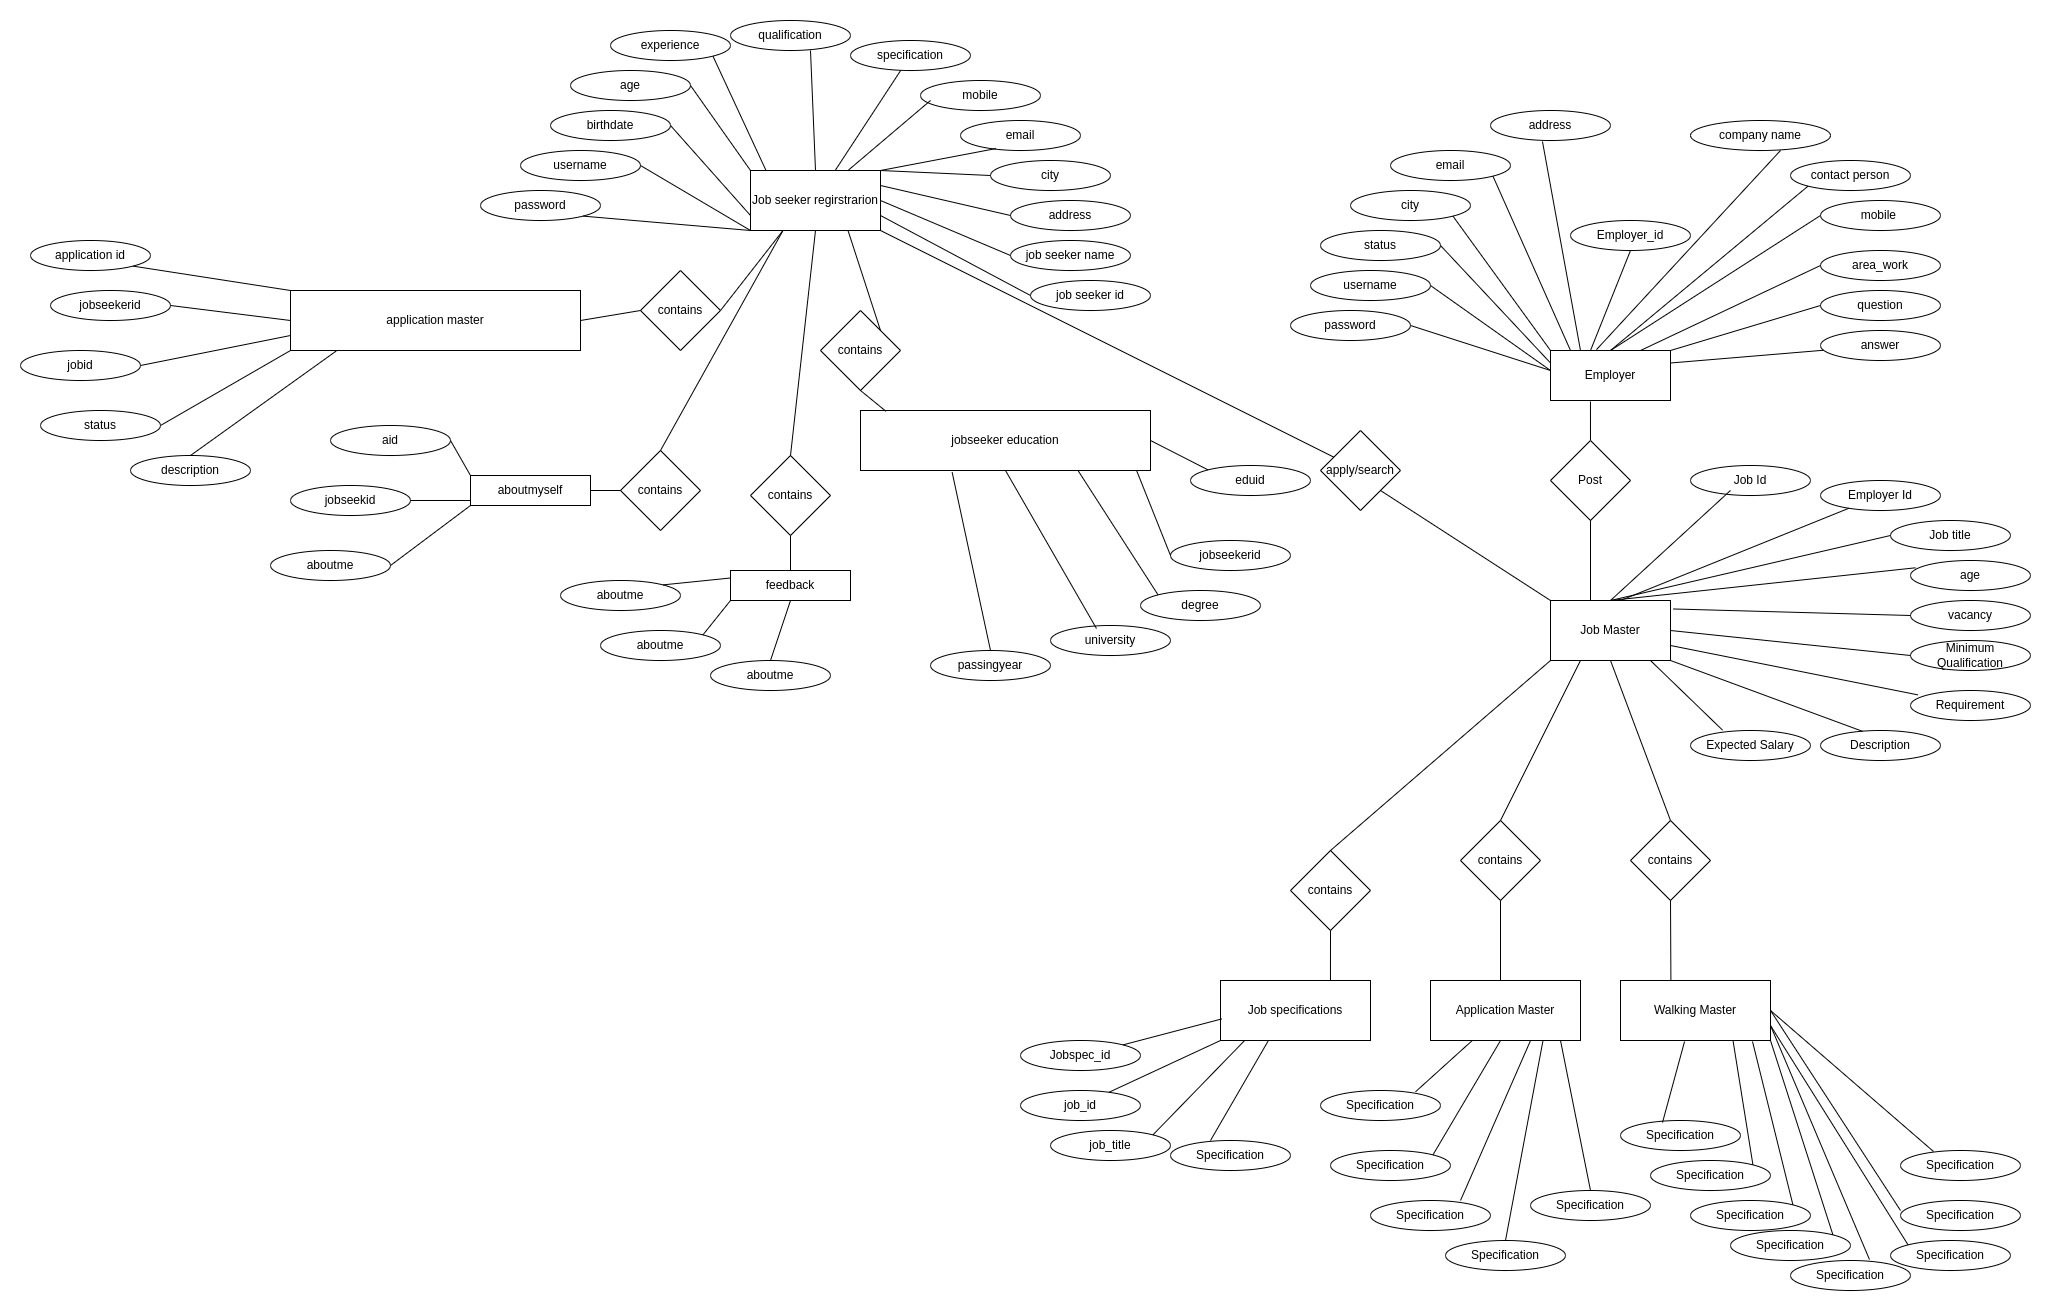 qualification
experience
specification
age
mobile
birthdate
email
username
city
password
address
Job seeker regirstrarion
job seeker name
job seeker id
address
company name
email
contact person
city
mobile
Employer_id
status
area_work
username
question
password
answer
Employer
application id
jobseekerid
application master
contains
jobid
status
description
contains
aid
jobseekid
aboutmyself
contains
aboutme
contains
jobseeker education
eduid
jobseekerid
degree
university
passingyear
feedback
aboutme
aboutme
aboutme
apply/search
Post
Job Id
Employer Id
Job title
age
vacancy
Job Master
Minimum
Qualification
Requirement
Expected Salary
Description
contains
contains
contains
Job specifications
Application Master
Walking Master
Jobspec_id
job_id
job_title
Specification
Specification
Specification
Specification
Specification
Specification
Specification
Specification
Specification
Specification
Specification
Specification
Specification